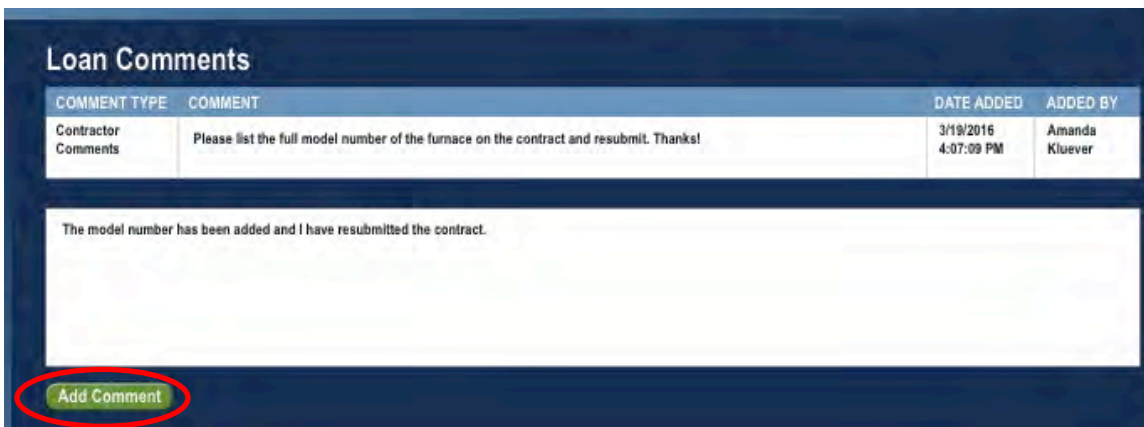 Loan Comments
COMMENT TYPE COMMENT DATE ADDED ADDED BY
Contractor Comments Please list the full model number of the furnace on the contract and resubmit. Thanks! 3/19/2016 4:07:09 PM Amanda Kluever
The model number has been added and I have resubmitted the contract.
Add Comment